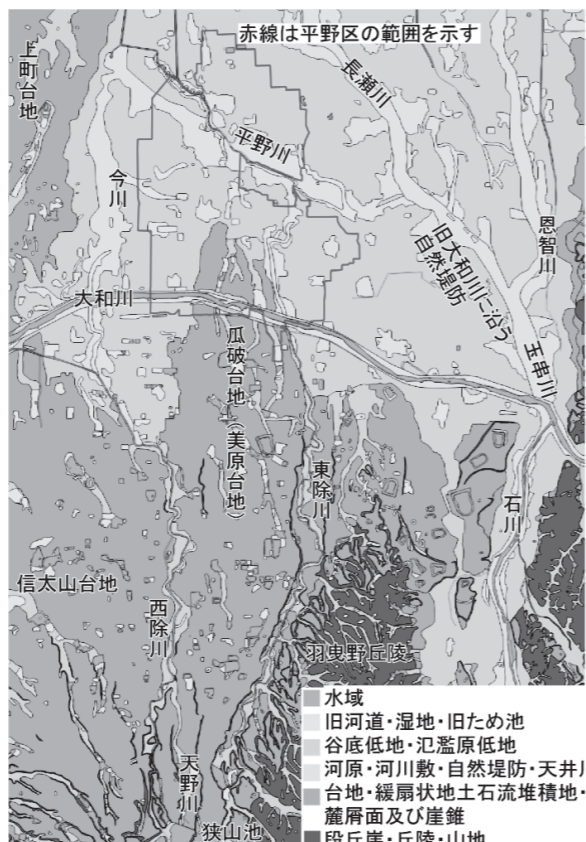 赤線は平野区の範囲を示す
上町台地
長瀬川
平野川
今川
恩智川
旧大和川に沿う
自然堤防
大和川
玉串川
瓜破台地(美原台地)
東除川
石川
信太山台地
西除川
羽曳野丘陵
天野川
狭山池
水域
旧河道・湿地・旧ため池
谷底低地・氾濫原低地
河原・河川敷・自然堤防・天井川
台地・緩扇状地土石流堆積地・
麓屑面及び崖錐
段丘崖・丘陵・山地